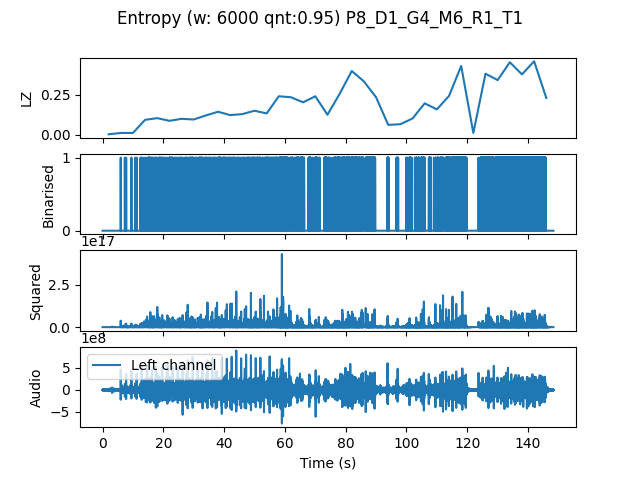 Entropy (w: 6000 qnt:0.95) P8_D1_G4_M6_R1_T1
LZ
0.25
0.00
Binarised
1
0
1e17
Squared
2.5
0.0
1e8
Audio
5
0
−5
Left channel
0 20 40 60 80 100 120 140
Time (s)